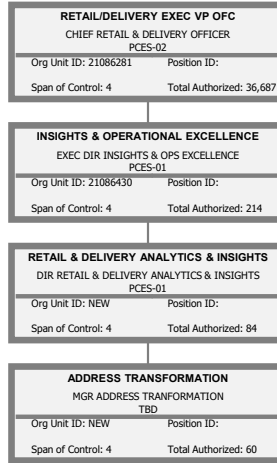 RETAIL/DELIVERY EXEC VP OFC
CHIEF RETAIL & DELIVERY OFFICER
PCES-02
Org Unit ID: 21086281 Position ID:
Span of Control: 4 Total Authorized: 36,687
INSIGHTS & OPERATIONAL EXCELLENCE
EXEC DIR INSIGHTS & OPS EXCELLENCE
PCES-01
Org Unit ID: 21086430 Position ID:
Span of Control: 4 Total Authorized: 214
RETAIL & DELIVERY ANALYTICS & INSIGHTS
DIR RETAIL & DELIVERY ANALYTICS & INSIGHTS
PCES-01
Org Unit ID: NEW Position ID:
Span of Control: 4 Total Authorized: 84
ADDRESS TRANSFORMATION
MGR ADDRESS TRANFORMATION
TBD
Org Unit ID: NEW Position ID:
Span of Control: 4 Total Authorized: 60